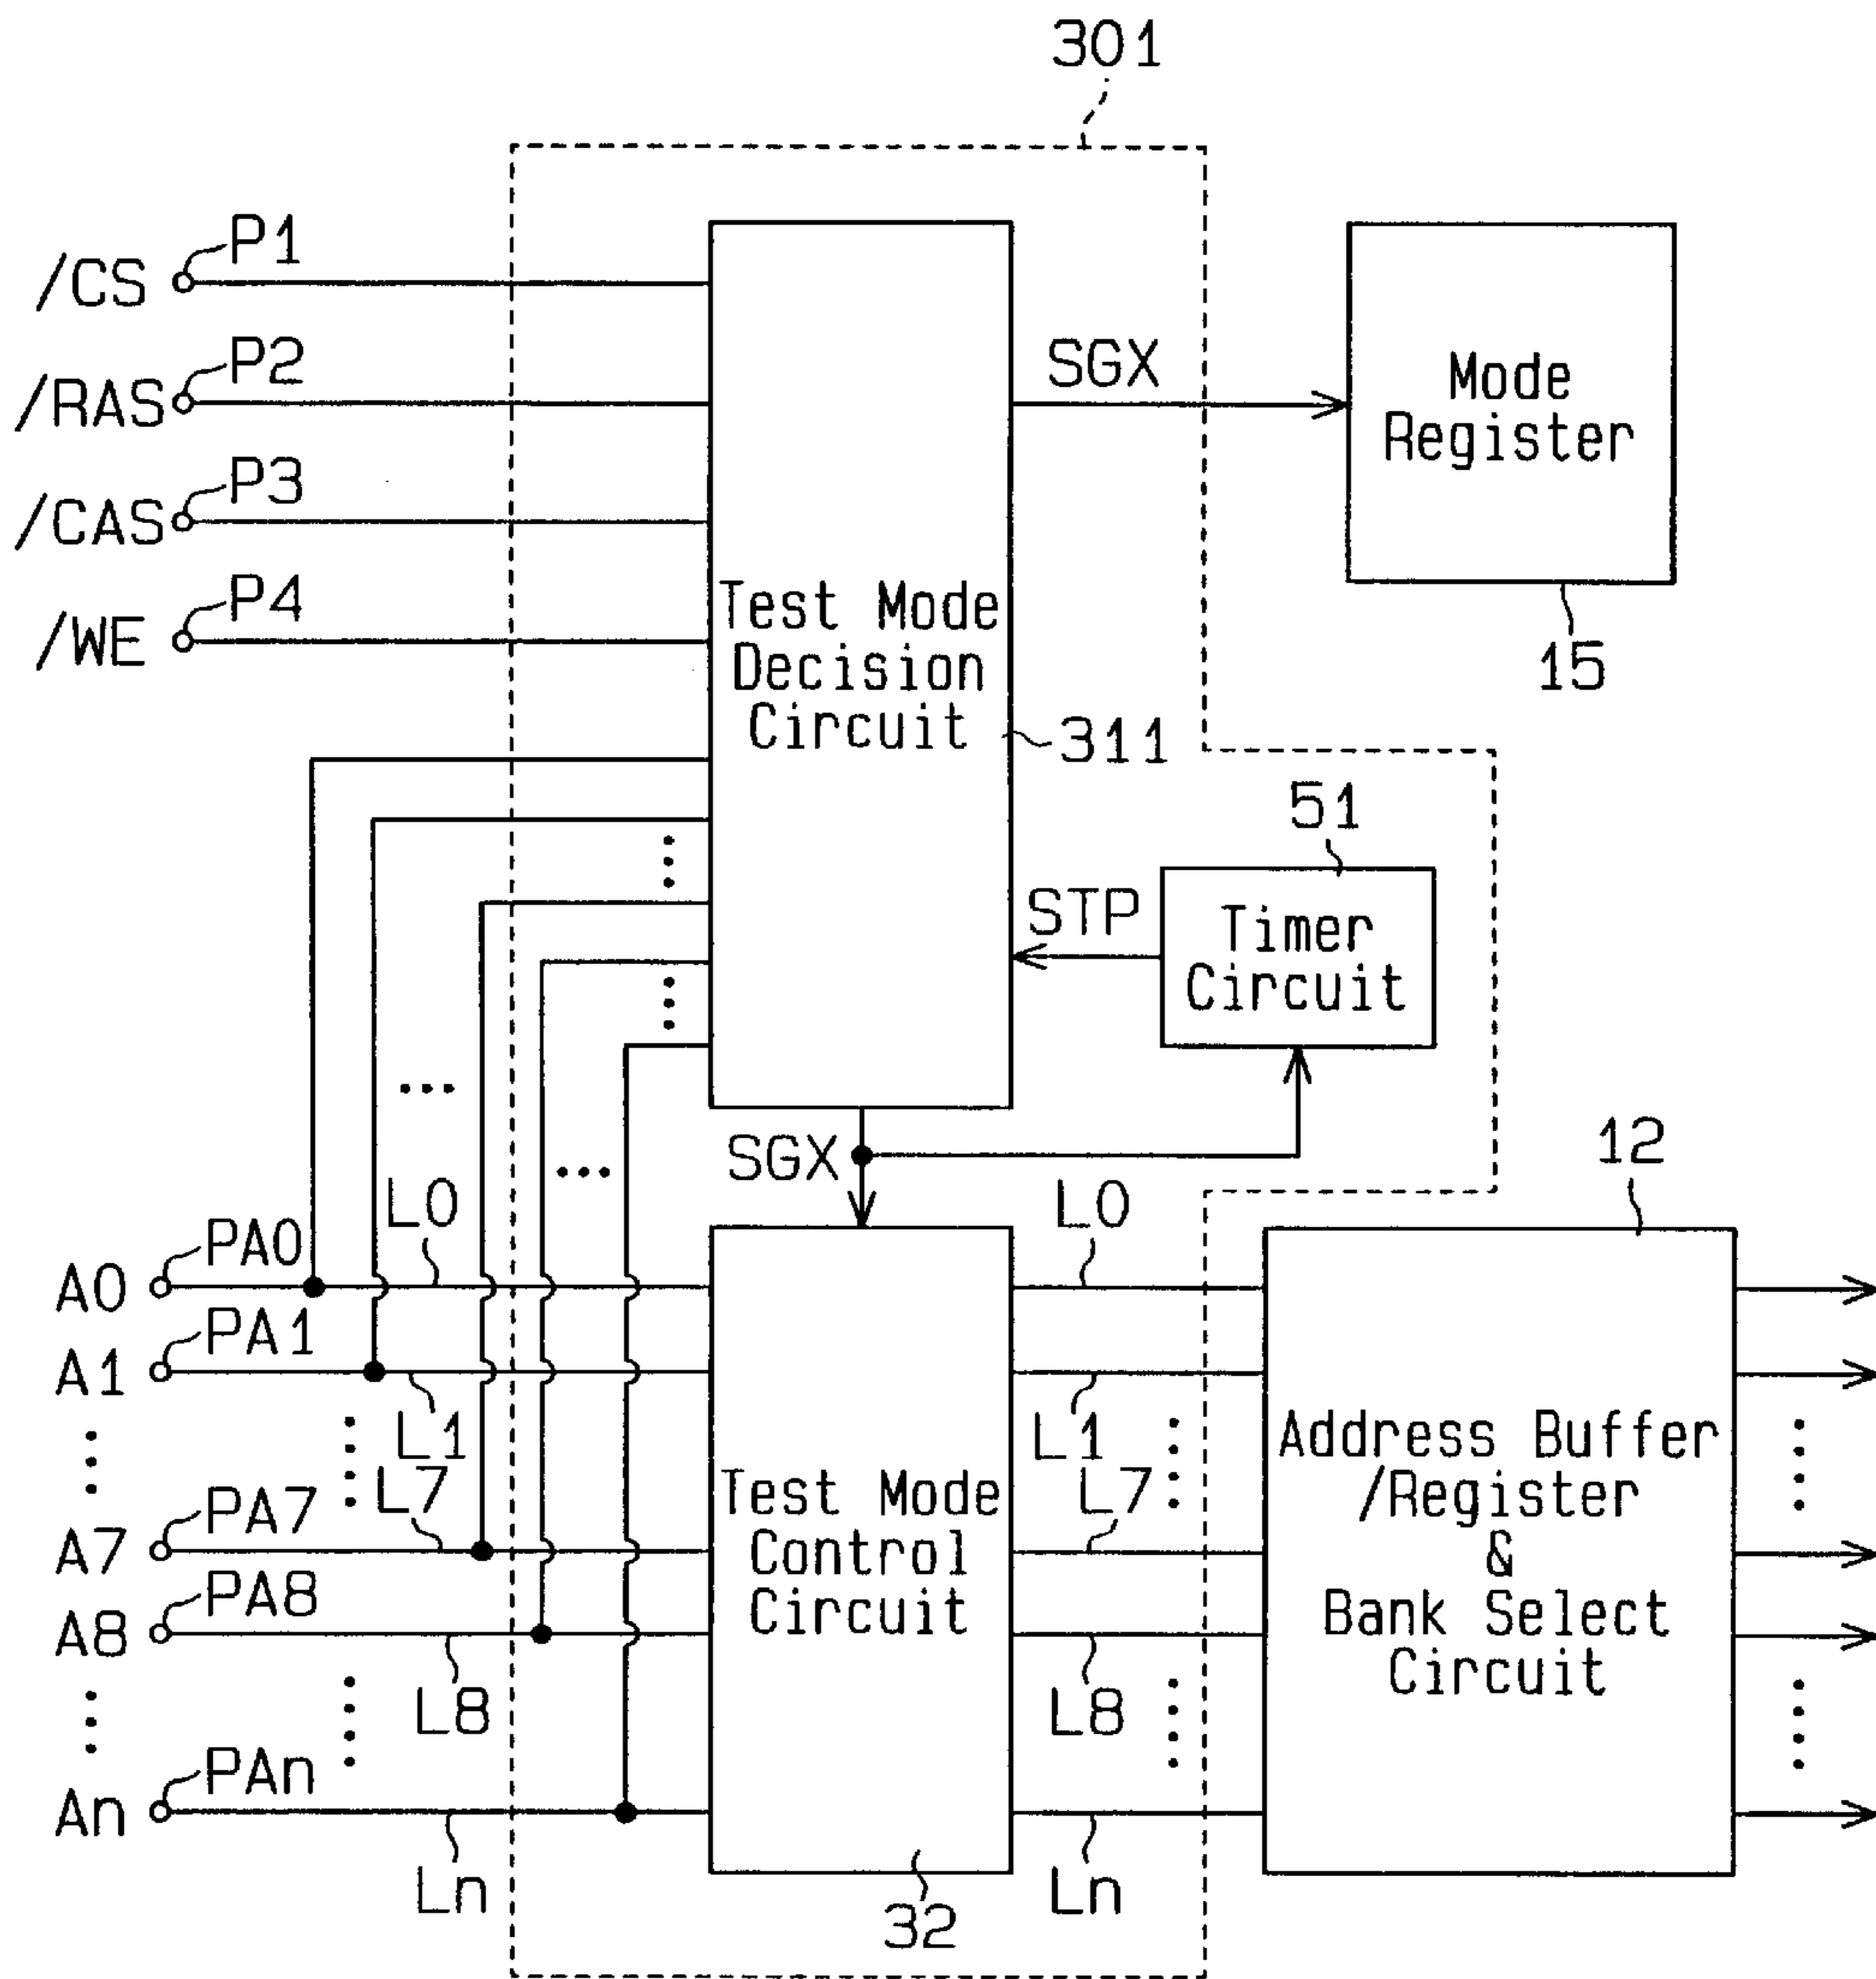 301
P1
/CS
P2
/RAS
SGX
Mode
Register
P3
/CAS
P4
/WE
Test Mode
Decision
Circuit
15
311
51
STP
Timer
Circuit
SGX
12
L0
L0
PA0
A0
PA1
A1
L1
L1
Address Buffer
/Register
&
Bank Select
Circuit
PA7
L7
L7
A7
Test Mode
Control
Circuit
PA8
A8
L8
L8
PAn
An
Ln
Ln
32